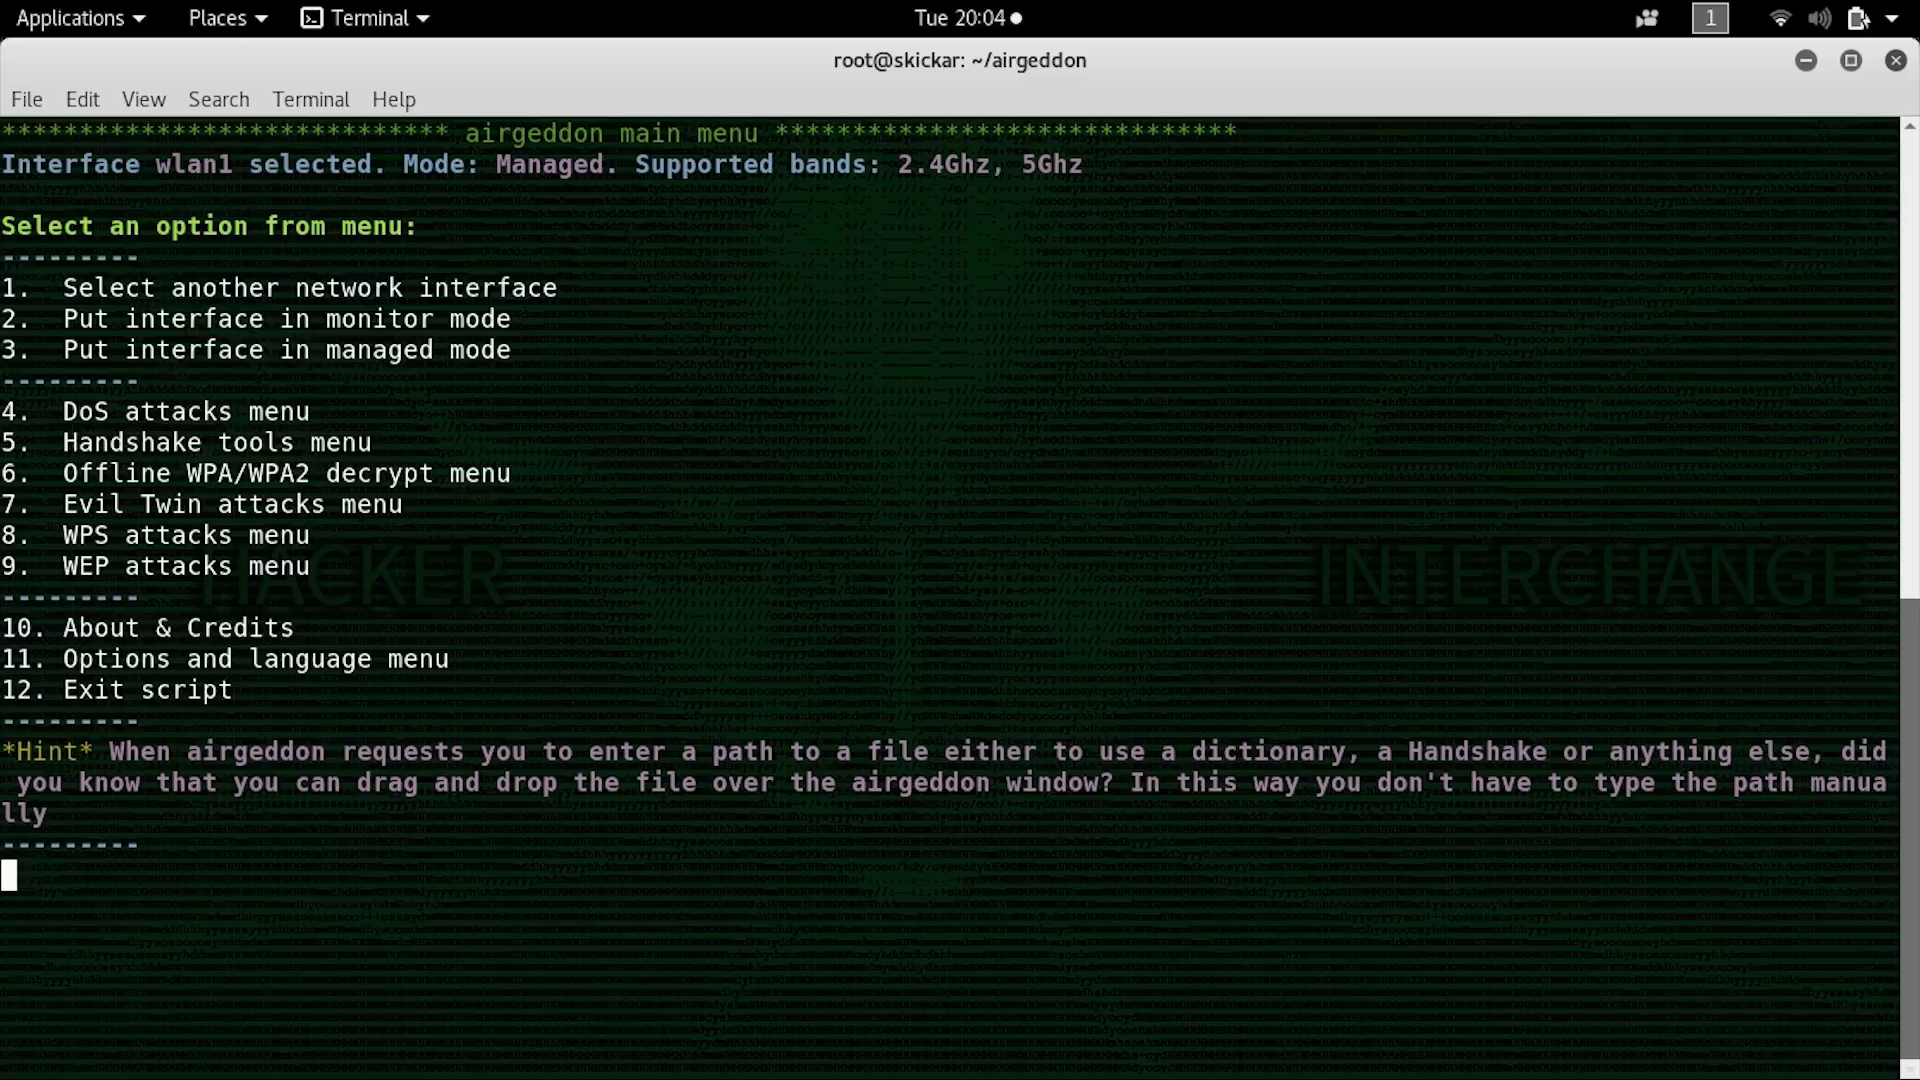 Applications Places Terminal Tue 20:04 1
root@skickar: ~/airgeddon
File Edit View Search Terminal Help
***************************** airgeddon main menu ******************************
Interface wlan1 selected. Mode: Managed. Supported bands: 2.4Ghz, 5Ghz
Select an option from menu:
---------
1. Select another network interface
2. Put interface in monitor mode
3. Put interface in managed mode
---------
4. DoS attacks menu
5. Handshake tools menu
6. Offline WPA/WPA2 decrypt menu
7. Evil Twin attacks menu
8. WPS attacks menu
9. WEP attacks menu
---------
10. About & Credits
11. Options and language menu
12. Exit script
---------
*Hint* When airgeddon requests you to enter a path to a file either to use a dictionary, a Handshake or anything else, did
you know that you can drag and drop the file over the airgeddon window? In this way you don't have to type the path manua
lly
---------
HACKER INTERCHANGE